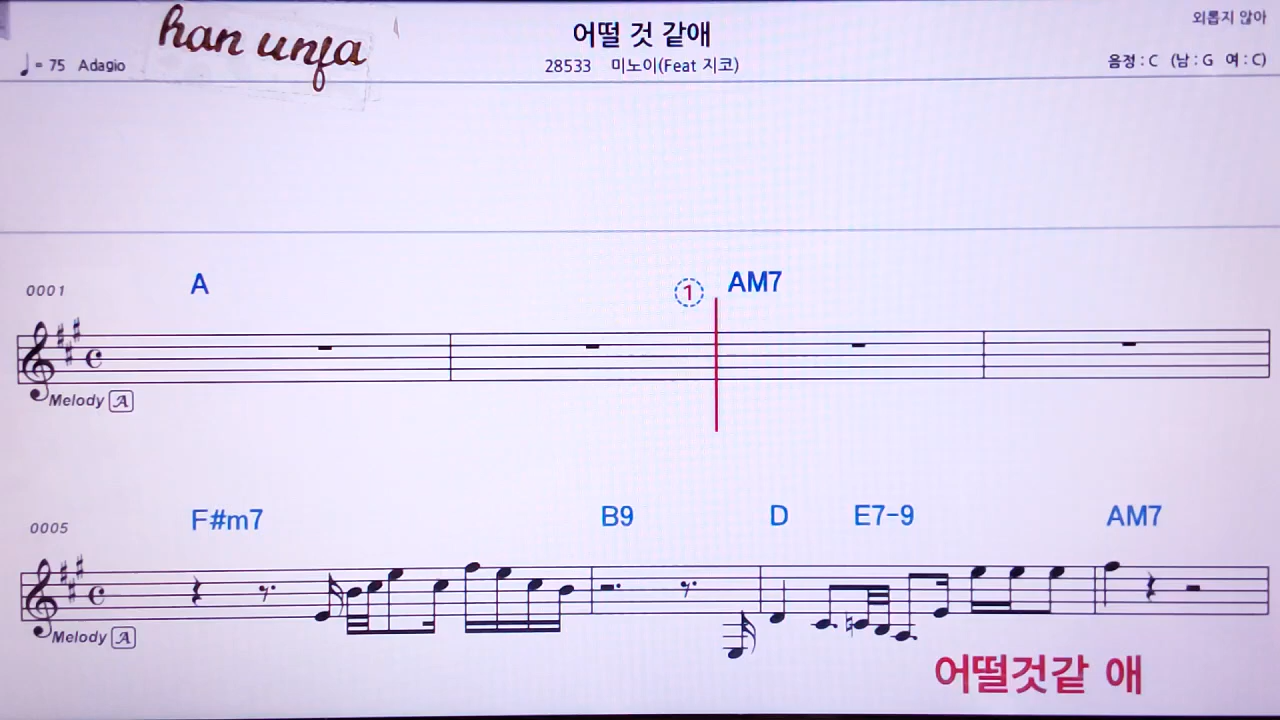 han unfa
어떨 것 같애
외롭지 않아
♩= 75 Adagio
28533 미노이(Feat 지코)
음정 : C (남 : G 여 : C)
0001
A
1
AM7
Melody A
0005
F#m7
B9
D
E7-9
AM7
Melody A
어떨것같 애